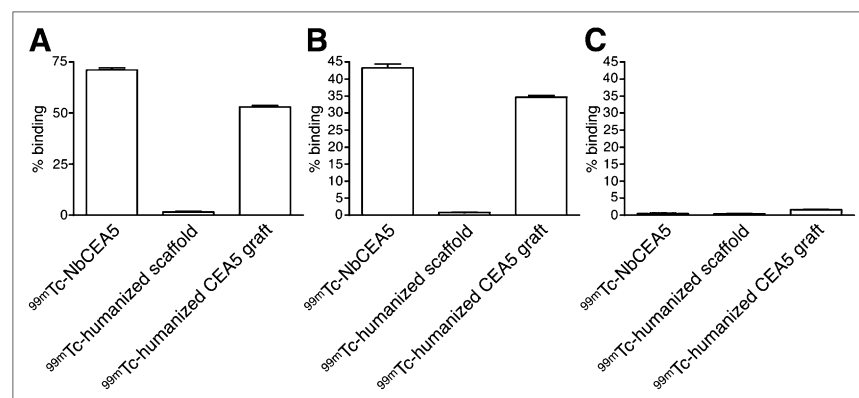 A
B
C
% binding
75
50
25
0
⁹⁹ᵐTc-NbCEA5
⁹⁹ᵐTc-humanized scaffold
⁹⁹ᵐTc-humanized CEA5 graft
% binding
45
40
35
30
25
20
15
10
5
0
⁹⁹ᵐTc-NbCEA5
⁹⁹ᵐTc-humanized scaffold
⁹⁹ᵐTc-humanized CEA5 graft
% binding
45
40
35
30
25
20
15
10
5
0
⁹⁹ᵐTc-NbCEA5
⁹⁹ᵐTc-humanized scaffold
⁹⁹ᵐTc-humanized CEA5 graft